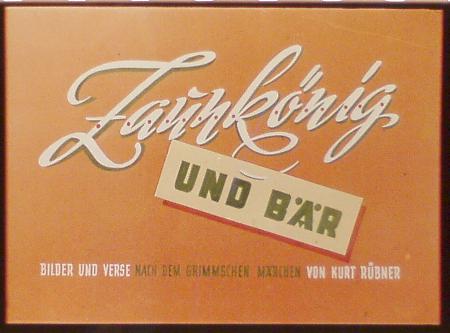 Zaunkönig
UND BÄR
BILDER UND VERSE NACH DEM GRIMMSCHEN MÄRCHEN VON KURT RÜBNER